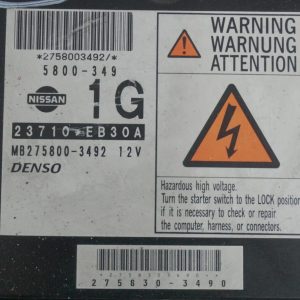 *2758003492/*
5800-349
NISSAN
1G
23710-EB30A
MB275800-3492 12V
DENSO
WARNING
WARNUNG
ATTENTION
Hazardous high voltage.
Turn the starter switch to the LOCK position
if it is necessary to check or repair
the computer, harness, or connectors.
*2758303490*
275830-3490